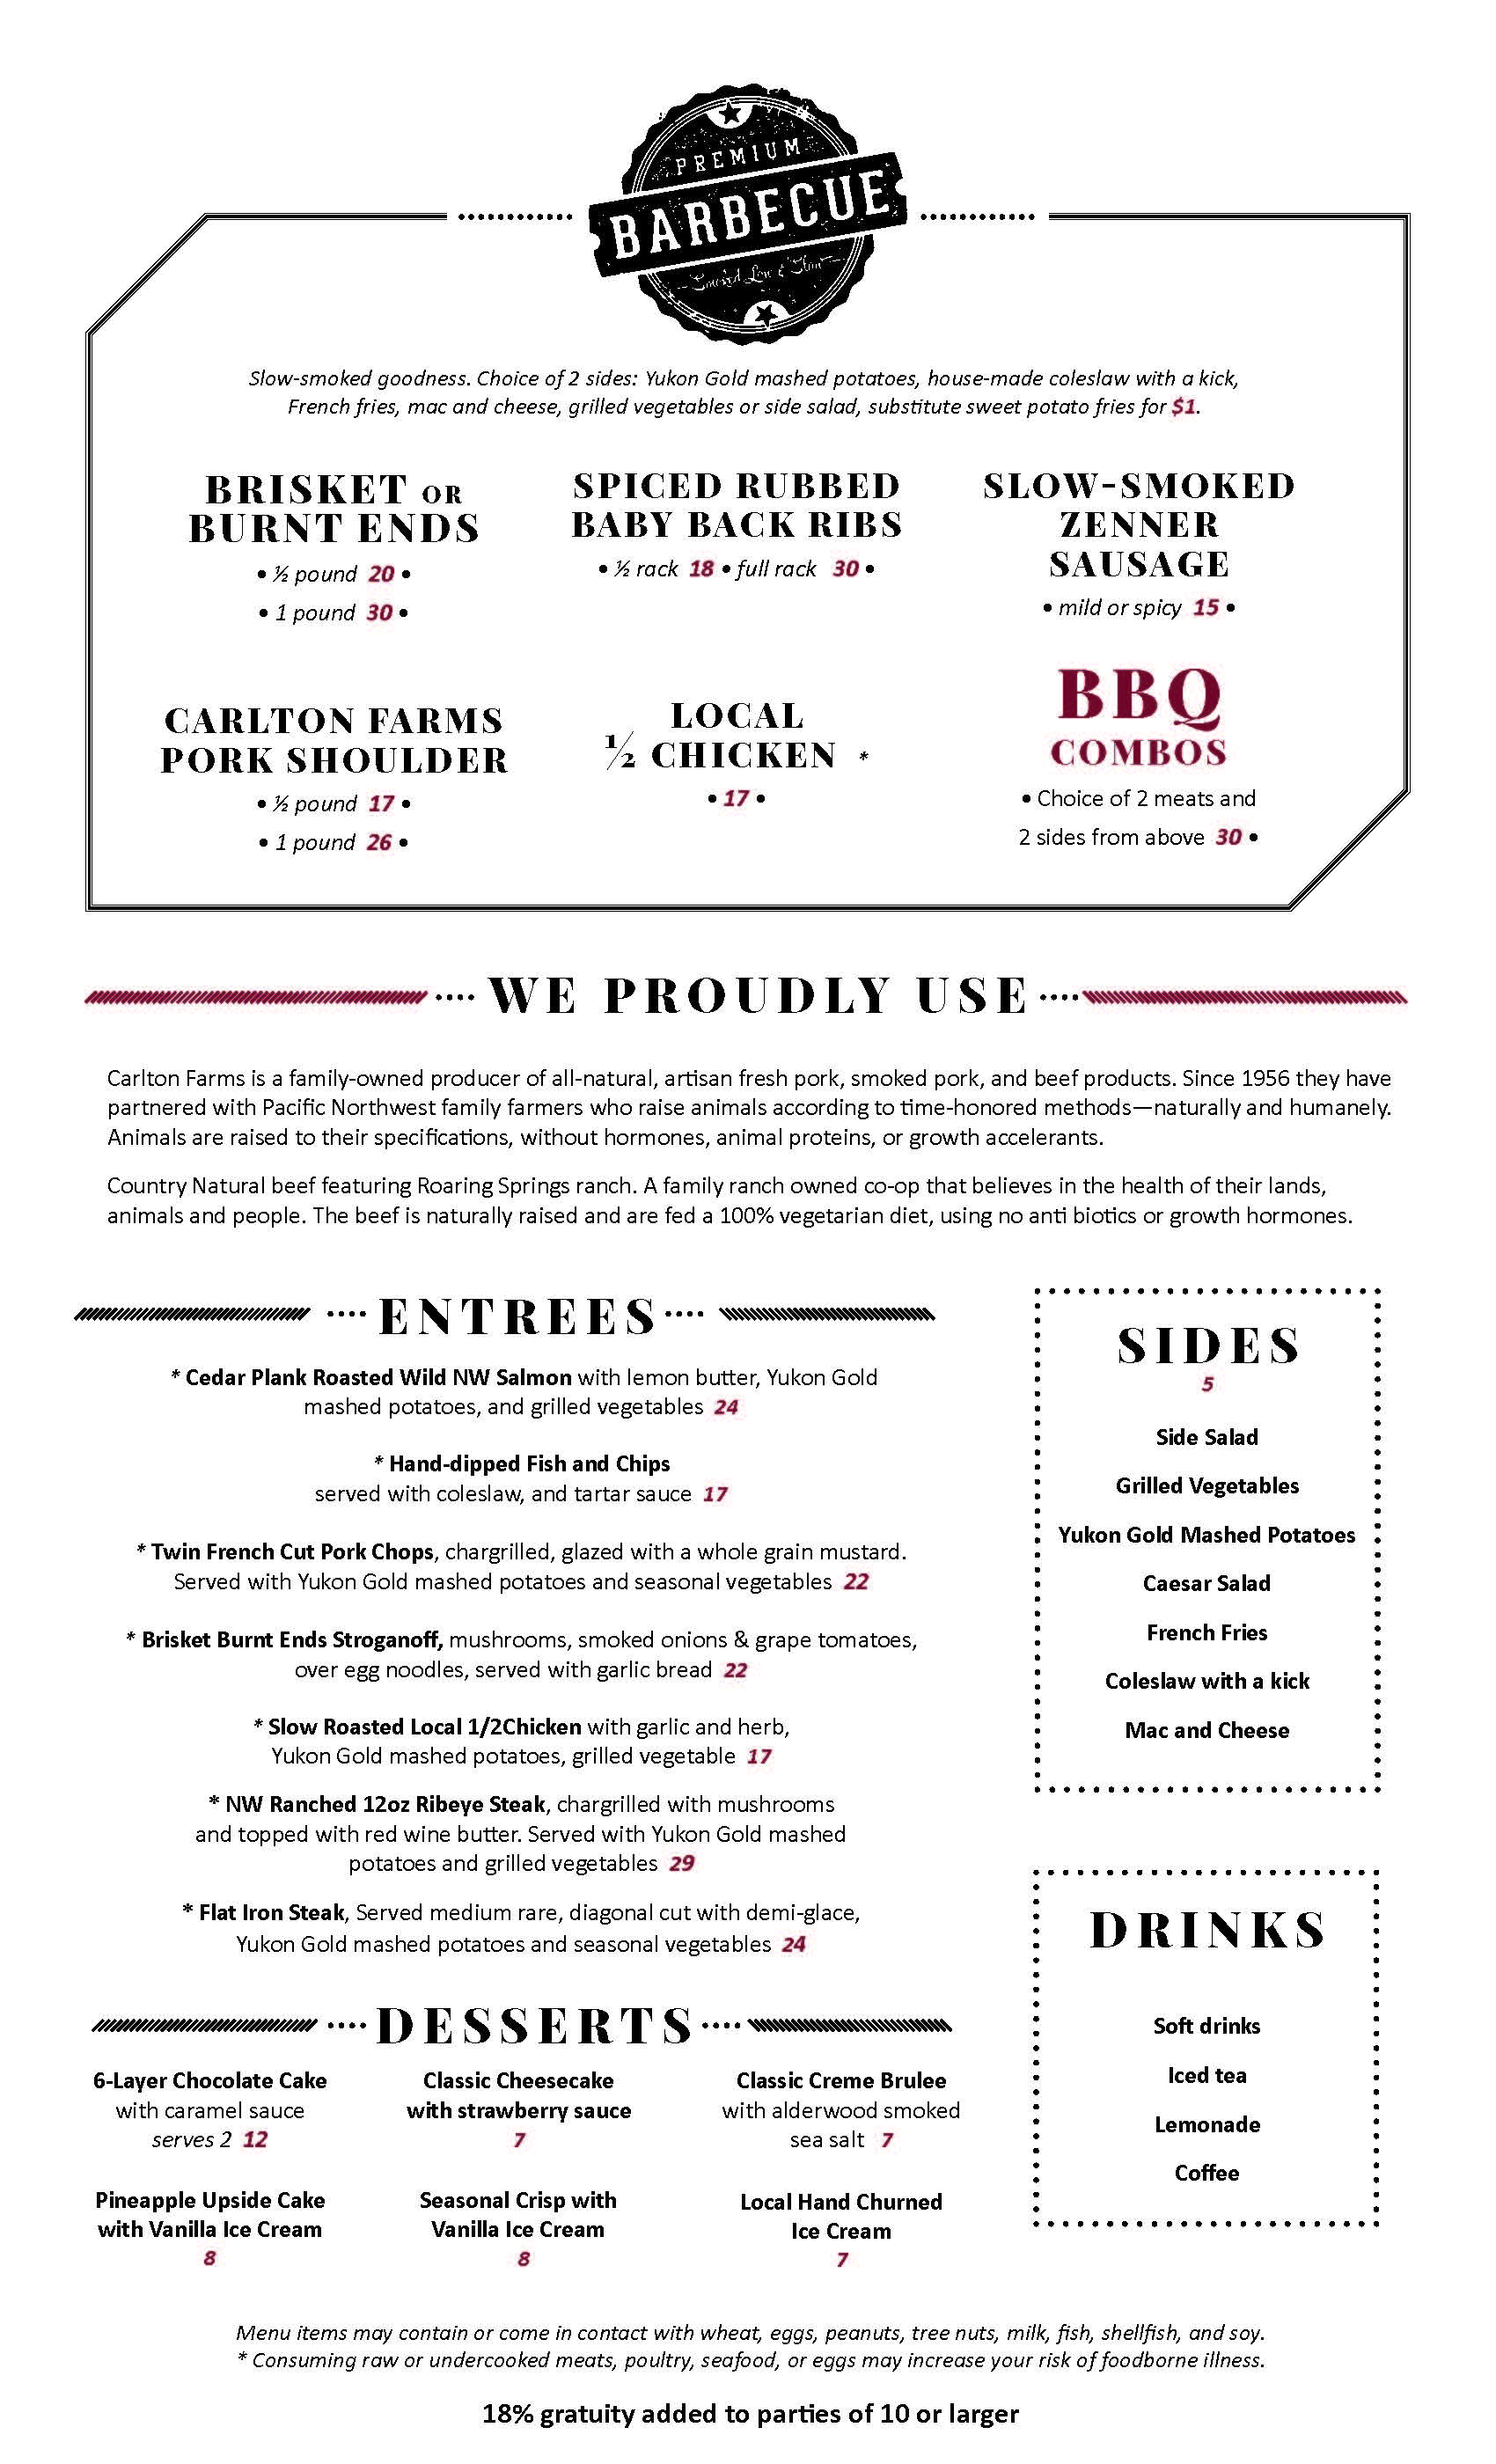 PREMIUM
BARBECUE
Smoked Low & Slow
Slow-smoked goodness. Choice of 2 sides: Yukon Gold mashed potatoes, house-made coleslaw with a kick,
French fries, mac and cheese, grilled vegetables or side salad, substitute sweet potato fries for $1.
BRISKET OR
BURNT ENDS
• ½ pound 20 •
• 1 pound 30 •
SPICED RUBBED
BABY BACK RIBS
• ½ rack 18 • full rack 30 •
SLOW-SMOKED
ZENNER
SAUSAGE
• mild or spicy 15 •
CARLTON FARMS
PORK SHOULDER
• ½ pound 17 •
• 1 pound 26 •
LOCAL
½ CHICKEN *
• 17 •
BBQ
COMBOS
• Choice of 2 meats and
2 sides from above 30 •
WE PROUDLY USE
Carlton Farms is a family-owned producer of all-natural, artisan fresh pork, smoked pork, and beef products. Since 1956 they have
partnered with Pacific Northwest family farmers who raise animals according to time-honored methods—naturally and humanely.
Animals are raised to their specifications, without hormones, animal proteins, or growth accelerants.
Country Natural beef featuring Roaring Springs ranch. A family ranch owned co-op that believes in the health of their lands,
animals and people. The beef is naturally raised and are fed a 100% vegetarian diet, using no anti biotics or growth hormones.
ENTREES
* Cedar Plank Roasted Wild NW Salmon with lemon butter, Yukon Gold
mashed potatoes, and grilled vegetables 24
* Hand-dipped Fish and Chips
served with coleslaw, and tartar sauce 17
* Twin French Cut Pork Chops, chargrilled, glazed with a whole grain mustard.
Served with Yukon Gold mashed potatoes and seasonal vegetables 22
* Brisket Burnt Ends Stroganoff, mushrooms, smoked onions & grape tomatoes,
over egg noodles, served with garlic bread 22
* Slow Roasted Local 1/2Chicken with garlic and herb,
Yukon Gold mashed potatoes, grilled vegetable 17
* NW Ranched 12oz Ribeye Steak, chargrilled with mushrooms
and topped with red wine butter. Served with Yukon Gold mashed
potatoes and grilled vegetables 29
* Flat Iron Steak, Served medium rare, diagonal cut with demi-glace,
Yukon Gold mashed potatoes and seasonal vegetables 24
SIDES
5
Side Salad
Grilled Vegetables
Yukon Gold Mashed Potatoes
Caesar Salad
French Fries
Coleslaw with a kick
Mac and Cheese
DRINKS
Soft drinks
Iced tea
Lemonade
Coffee
DESSERTS
6-Layer Chocolate Cake
with caramel sauce
serves 2 12
Classic Cheesecake
with strawberry sauce
7
Classic Creme Brulee
with alderwood smoked
sea salt 7
Pineapple Upside Cake
with Vanilla Ice Cream
8
Seasonal Crisp with
Vanilla Ice Cream
8
Local Hand Churned
Ice Cream
7
Menu items may contain or come in contact with wheat, eggs, peanuts, tree nuts, milk, fish, shellfish, and soy.
* Consuming raw or undercooked meats, poultry, seafood, or eggs may increase your risk of foodborne illness.
18% gratuity added to parties of 10 or larger